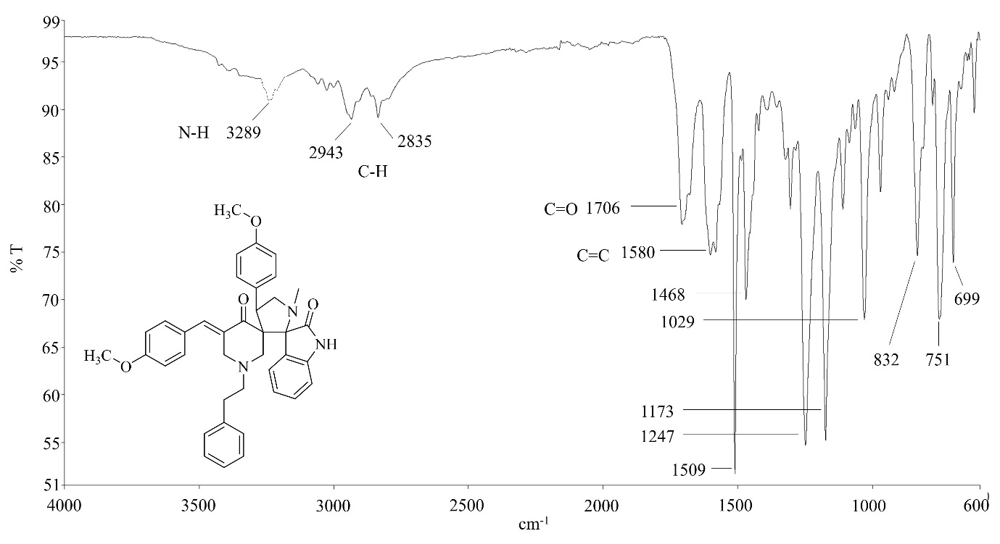 99
95
90
85
80
75
70
65
60
55
51
% T
4000
3500
3000
2500
2000
1500
1000
600
cm-1
N-H 3289
2943
2835
C-H
C=O 1706
C=C 1580
1468
1029
1173
1247
1509
832
751
699
H3C
O
O
N
O
NH
H3C
O
N